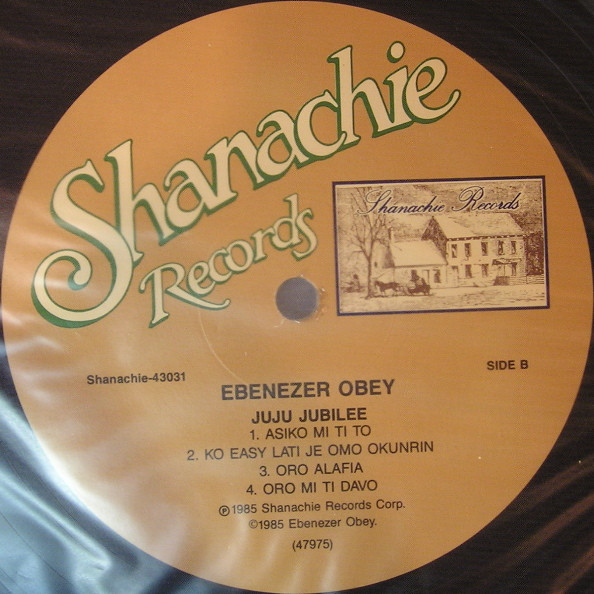 Shanachie
Records
Shanachie Records
Shanachie-43031
SIDE B
EBENEZER OBEY
JUJU JUBILEE
1. ASIKO MI TI TO
2. KO EASY LATI JE OMO OKUNRIN
3. ORO ALAFIA
4. ORO MI TI DAVO
℗1985 Shanachie Records Corp.
©1985 Ebenezer Obey.
(47975)